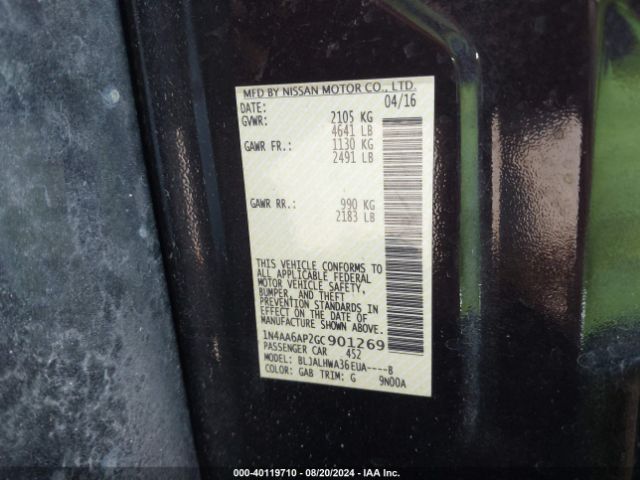 MFD BY NISSAN MOTOR CO., LTD.
DATE: 04/16
GVWR: 2105 KG
4641 LB
GAWR FR.: 1130 KG
2491 LB
GAWR RR.: 990 KG
2183 LB
THIS VEHICLE CONFORMS TO
ALL APPLICABLE FEDERAL
MOTOR VEHICLE SAFETY,
BUMPER, AND THEFT
PREVENTION STANDARDS IN
EFFECT ON THE DATE OF
MANUFACTURE SHOWN ABOVE.
1N4AA6AP2GC901269
PASSENGER CAR 4S2
MODEL: BLJALHWA36EUA----B
COLOR: GAB TRIM: G 9N00A
000-40119710 | 08/20/2024 | IAA Inc.